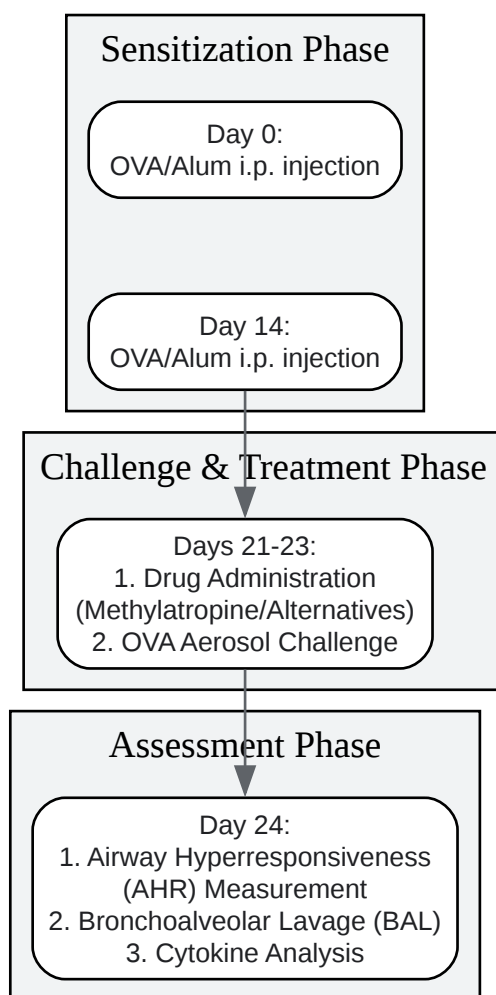 Sensitization Phase
Day 0:
OVA/Alum i.p. injection
Day 14:
OVA/Alum i.p. injection
Challenge & Treatment Phase
Days 21-23:
1. Drug Administration
(Methylatropine/Alternatives)
2. OVA Aerosol Challenge
Assessment Phase
Day 24:
1. Airway Hyperresponsiveness
(AHR) Measurement
2. Bronchoalveolar Lavage (BAL)
3. Cytokine Analysis